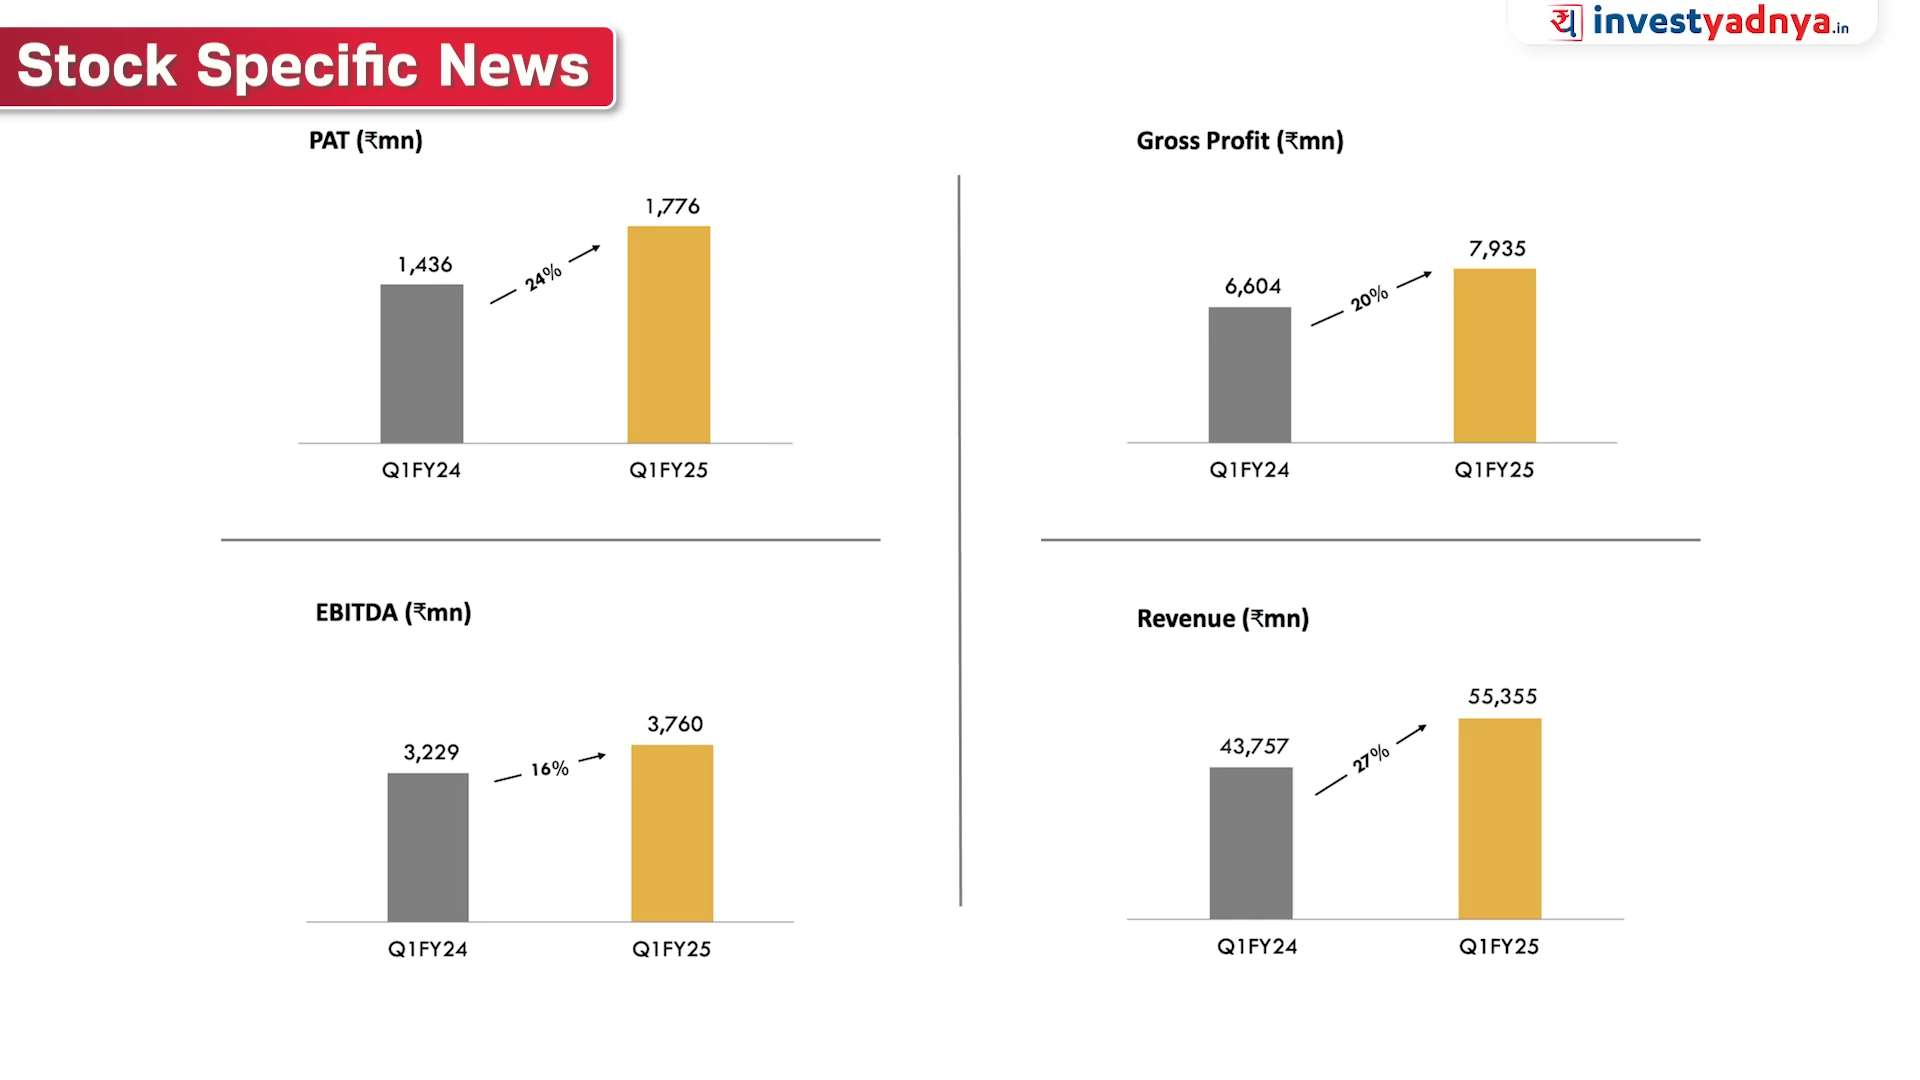 investyadnya.in
Stock Specific News
PAT (₹mn)
1,436
24%
1,776
Q1FY24
Q1FY25
Gross Profit (₹mn)
6,604
20%
7,935
Q1FY24
Q1FY25
EBITDA (₹mn)
3,229
16%
3,760
Q1FY24
Q1FY25
Revenue (₹mn)
43,757
27%
55,355
Q1FY24
Q1FY25